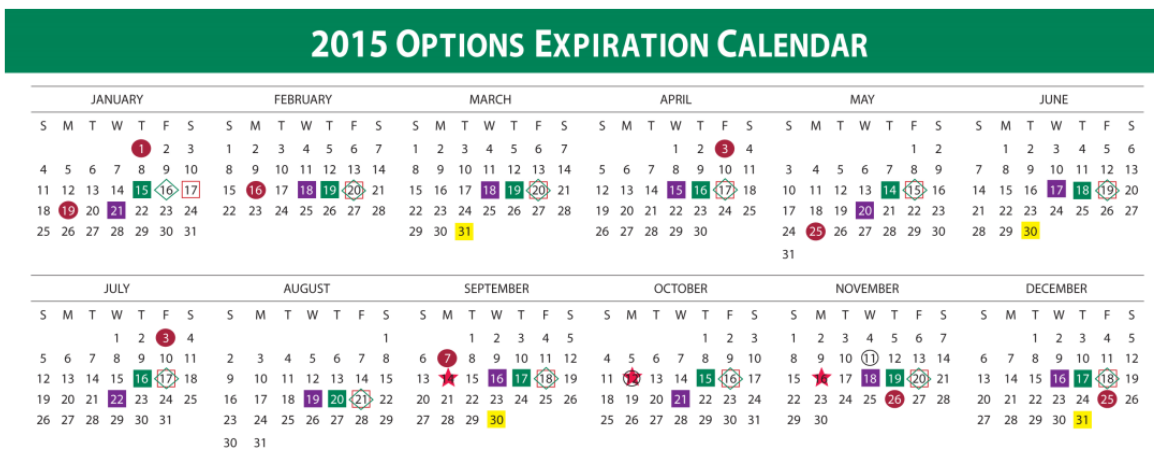 2015 OPTIONS EXPIRATION CALENDAR
JANUARY
S M T W T F S
1 2 3
4 5 6 7 8 9 10
11 12 13 14 15 16 17
18 19 20 21 22 23 24
25 26 27 28 29 30 31
FEBRUARY
S M T W T F S
1 2 3 4 5 6 7
8 9 10 11 12 13 14
15 16 17 18 19 20 21
22 23 24 25 26 27 28
MARCH
S M T W T F S
1 2 3 4 5 6 7
8 9 10 11 12 13 14
15 16 17 18 19 20 21
22 23 24 25 26 27 28
29 30 31
APRIL
S M T W T F S
1 2 3 4
5 6 7 8 9 10 11
12 13 14 15 16 17 18
19 20 21 22 23 24 25
26 27 28 29 30
MAY
S M T W T F S
1 2
3 4 5 6 7 8 9
10 11 12 13 14 15 16
17 18 19 20 21 22 23
24 25 26 27 28 29 30
31
JUNE
S M T W T F S
1 2 3 4 5 6
7 8 9 10 11 12 13
14 15 16 17 18 19 20
21 22 23 24 25 26 27
28 29 30
JULY
S M T W T F S
1 2 3 4
5 6 7 8 9 10 11
12 13 14 15 16 17 18
19 20 21 22 23 24 25
26 27 28 29 30 31
AUGUST
S M T W T F S
1
2 3 4 5 6 7 8
9 10 11 12 13 14 15
16 17 18 19 20 21 22
23 24 25 26 27 28 29
30 31
SEPTEMBER
S M T W T F S
1 2 3 4 5
6 7 8 9 10 11 12
13 14 15 16 17 18 19
20 21 22 23 24 25 26
27 28 29 30
OCTOBER
S M T W T F S
1 2 3
4 5 6 7 8 9 10
11 12 13 14 15 16 17
18 19 20 21 22 23 24
25 26 27 28 29 30 31
NOVEMBER
S M T W T F S
1 2 3 4 5 6 7
8 9 10 11 12 13 14
15 16 17 18 19 20 21
22 23 24 25 26 27 28
29 30
DECEMBER
S M T W T F S
1 2 3 4 5
6 7 8 9 10 11 12
13 14 15 16 17 18 19
20 21 22 23 24 25 26
27 28 29 30 31